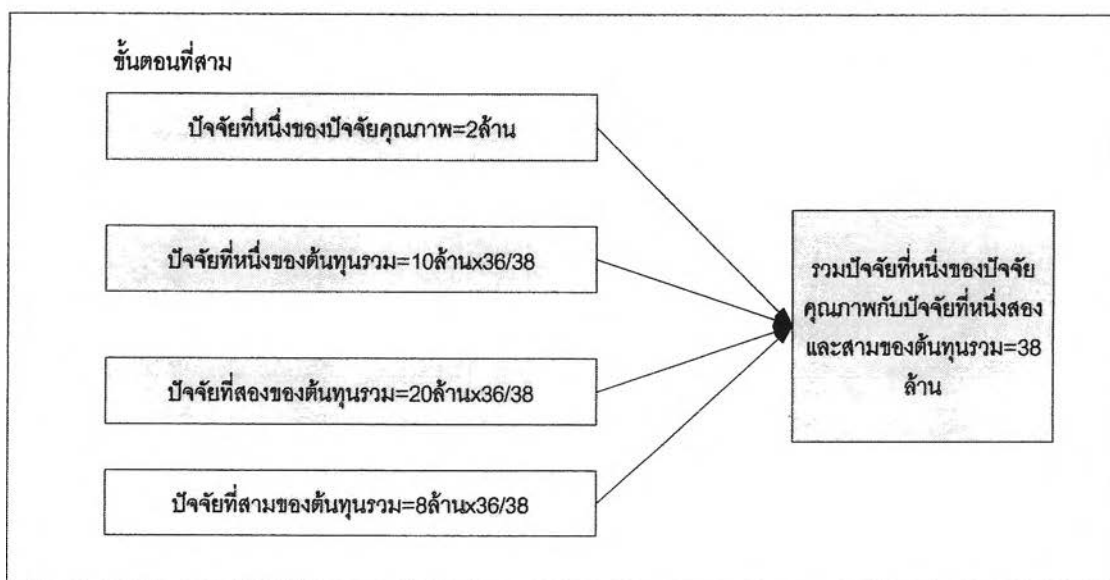 ขั้นตอนที่สาม
ปัจจัยที่หนึ่งของปัจจัยคุณภาพ=2ล้าน
ปัจจัยที่หนึ่งของต้นทุนรวม=10ล้านx36/38
ปัจจัยที่สองของต้นทุนรวม=20ล้านx36/38
ปัจจัยที่สามของต้นทุนรวม=8ล้านx36/38
รวมปัจจัยที่หนึ่งของปัจจัย
คุณภาพกับปัจจัยที่หนึ่งสอง
และสามของต้นทุนรวม=38
ล้าน